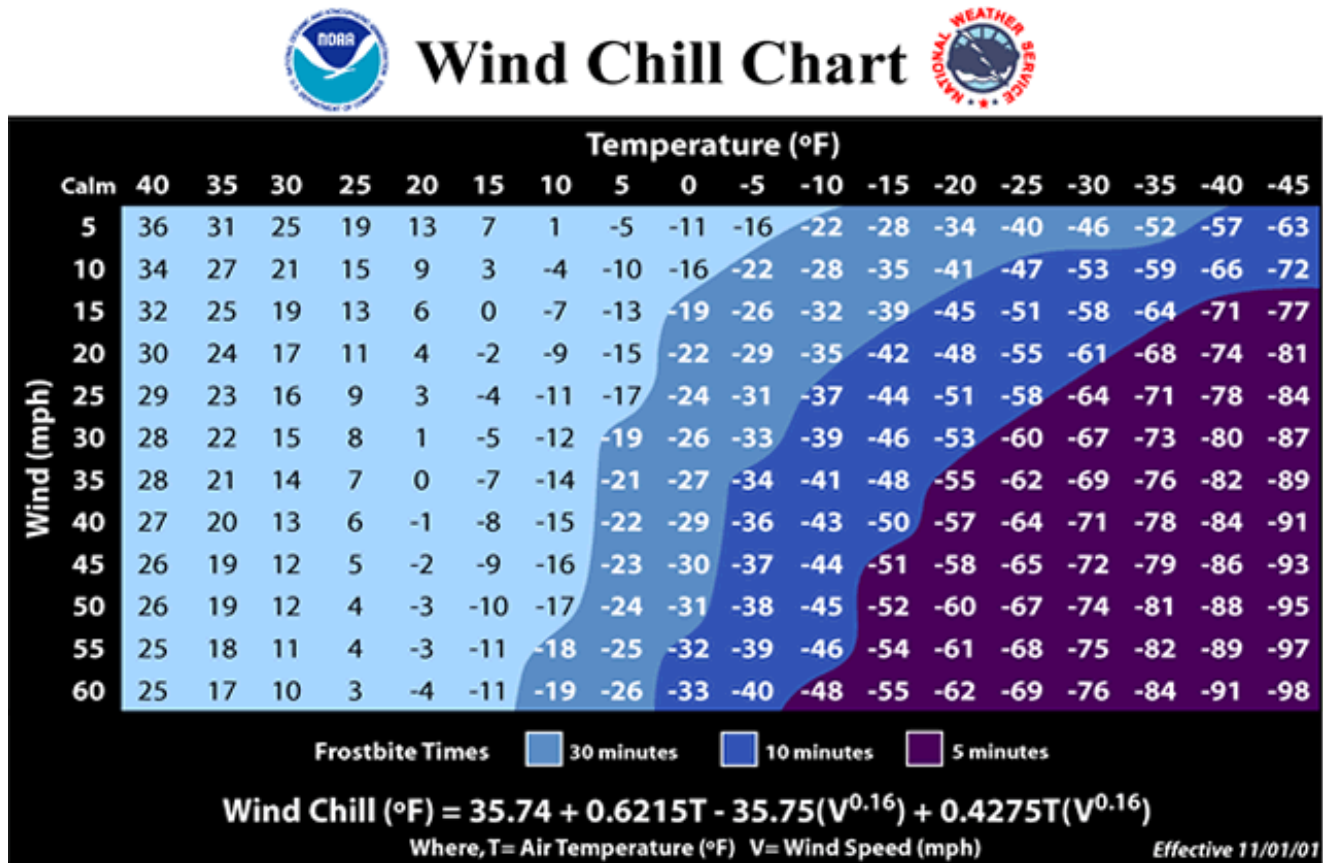 NOAA
Wind Chill Chart
NATIONAL WEATHER SERVICE
Temperature (ºF)
Calm 40 35 30 25 20 15 10 5 0 -5 -10 -15 -20 -25 -30 -35 -40 -45
5 36 31 25 19 13 7 1 -5 -11 -16 -22 -28 -34 -40 -46 -52 -57 -63
10 34 27 21 15 9 3 -4 -10 -16 -22 -28 -35 -41 -47 -53 -59 -66 -72
15 32 25 19 13 6 0 -7 -13 -19 -26 -32 -39 -45 -51 -58 -64 -71 -77
20 30 24 17 11 4 -2 -9 -15 -22 -29 -35 -42 -48 -55 -61 -68 -74 -81
Wind (mph)
25 29 23 16 9 3 -4 -11 -17 -24 -31 -37 -44 -51 -58 -64 -71 -78 -84
30 28 22 15 8 1 -5 -12 -19 -26 -33 -39 -46 -53 -60 -67 -73 -80 -87
35 28 21 14 7 0 -7 -14 -21 -27 -34 -41 -48 -55 -62 -69 -76 -82 -89
40 27 20 13 6 -1 -8 -15 -22 -29 -36 -43 -50 -57 -64 -71 -78 -84 -91
45 26 19 12 5 -2 -9 -16 -23 -30 -37 -44 -51 -58 -65 -72 -79 -86 -93
50 26 19 12 4 -3 -10 -17 -24 -31 -38 -45 -52 -60 -67 -74 -81 -88 -95
55 25 18 11 4 -3 -11 -18 -25 -32 -39 -46 -54 -61 -68 -75 -82 -89 -97
60 25 17 10 3 -4 -11 -19 -26 -33 -40 -48 -55 -62 -69 -76 -84 -91 -98
Frostbite Times 30 minutes 10 minutes 5 minutes
Wind Chill (ºF) = 35.74 + 0.6215T - 35.75(V^0.16) + 0.4275T(V^0.16)
Where, T= Air Temperature (ºF) V= Wind Speed (mph) Effective 11/01/01